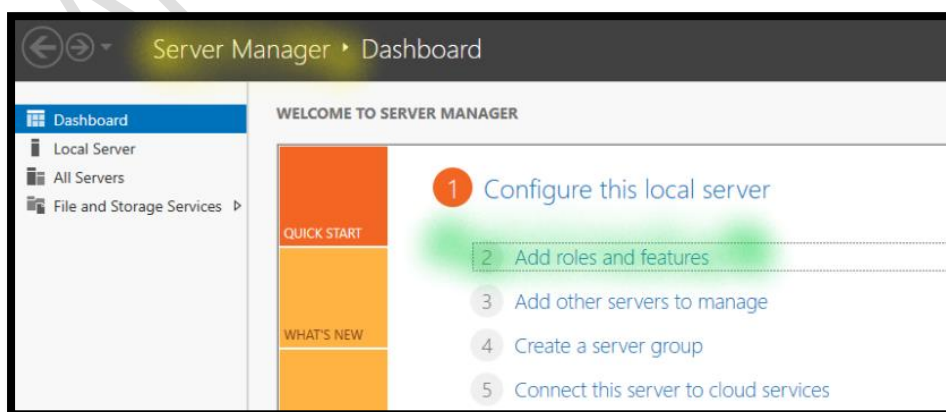 Server Manager ‣ Dashboard
Dashboard
Local Server
All Servers
File and Storage Services
WELCOME TO SERVER MANAGER
QUICK START
WHAT'S NEW
1 Configure this local server
2 Add roles and features
3 Add other servers to manage
4 Create a server group
5 Connect this server to cloud services